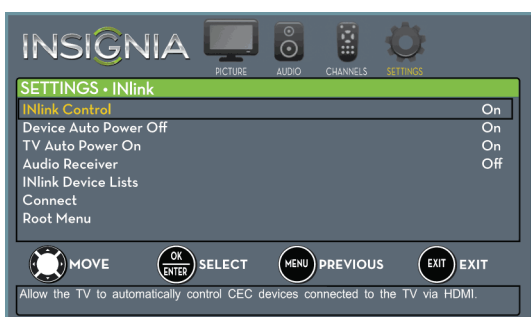 INSIGNIA
PICTURE AUDIO CHANNELS SETTINGS
SETTINGS • INlink
INlink Control On
Device Auto Power Off On
TV Auto Power On On
Audio Receiver Off
INlink Device Lists
Connect
Root Menu
MOVE OK ENTER SELECT MENU PREVIOUS EXIT EXIT
Allow the TV to automatically control CEC devices connected to the TV via HDMI.